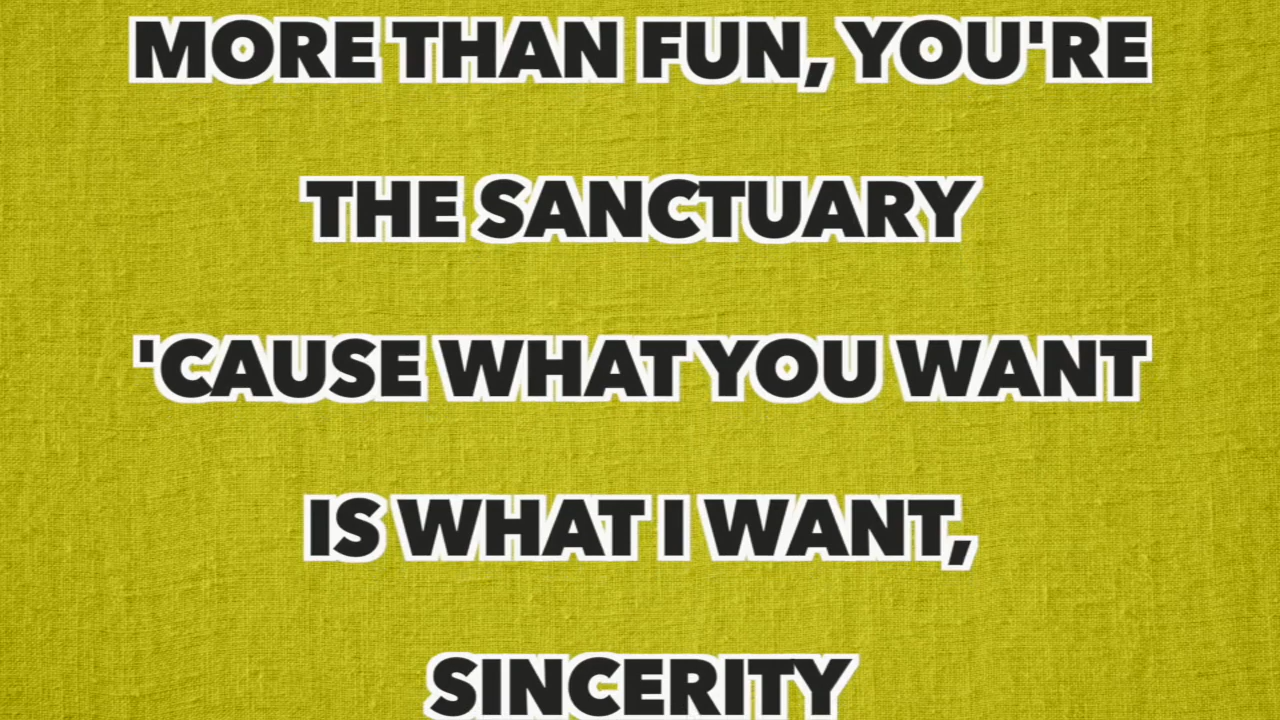 MORE THAN FUN, YOU'RE
THE SANCTUARY
'CAUSE WHAT YOU WANT
IS WHAT I WANT,
SINCERITY